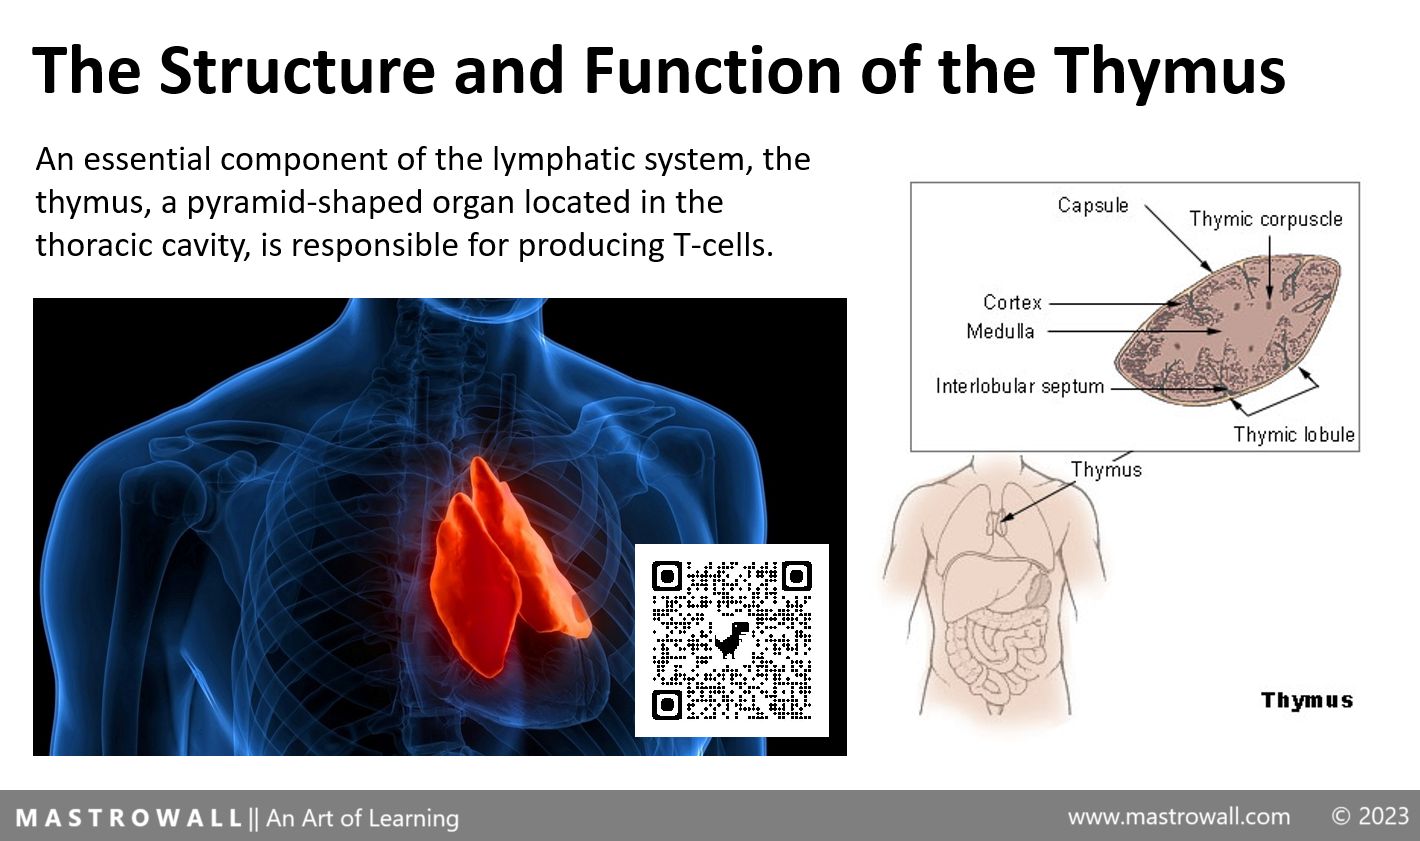 The Structure and Function of the Thymus
An essential component of the lymphatic system, the
thymus, a pyramid-shaped organ located in the
thoracic cavity, is responsible for producing T-cells.
Capsule
Thymic corpuscle
Cortex
Medulla
Interlobular septum
Thymic lobule
Thymus
Thymus
MASTROWALL || An Art of Learning
www.mastrowall.com © 2023